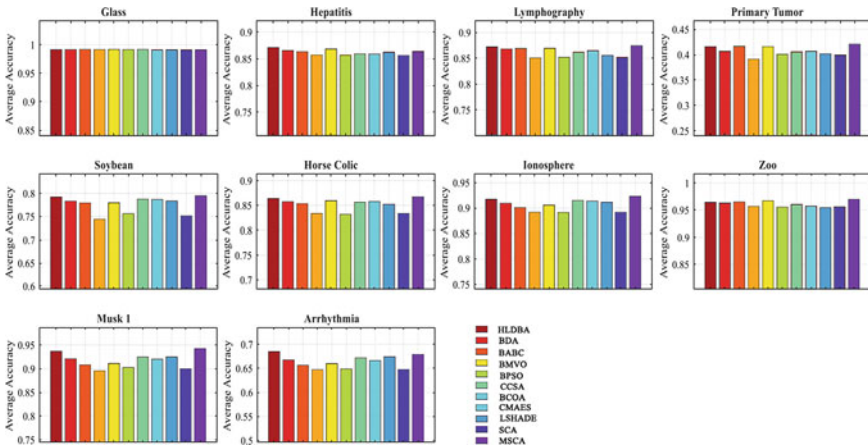 Glass
Average Accuracy
1
0.95
0.9
0.85
Hepatitis
Average Accuracy
0.9
0.85
0.8
0.75
Lymphography
Average Accuracy
0.9
0.85
0.8
0.75
Primary Tumor
Average Accuracy
0.45
0.4
0.35
0.3
0.25
Soybean
Average Accuracy
0.8
0.75
0.7
0.6
Horse Colic
Average Accuracy
0.9
0.85
0.8
0.75
0.7
Ionosphere
Average Accuracy
0.95
0.9
0.85
0.8
0.75
Zoo
Average Accuracy
1
0.95
0.9
0.85
Musk 1
Average Accuracy
0.95
0.9
0.85
0.8
0.75
Arrhythmia
Average Accuracy
0.7
0.65
0.6
0.55
0.5
HLDBA
BDA
BABC
BMVO
BPSO
CCSA
BCOA
CMAES
LSHADE
SCA
MSCA